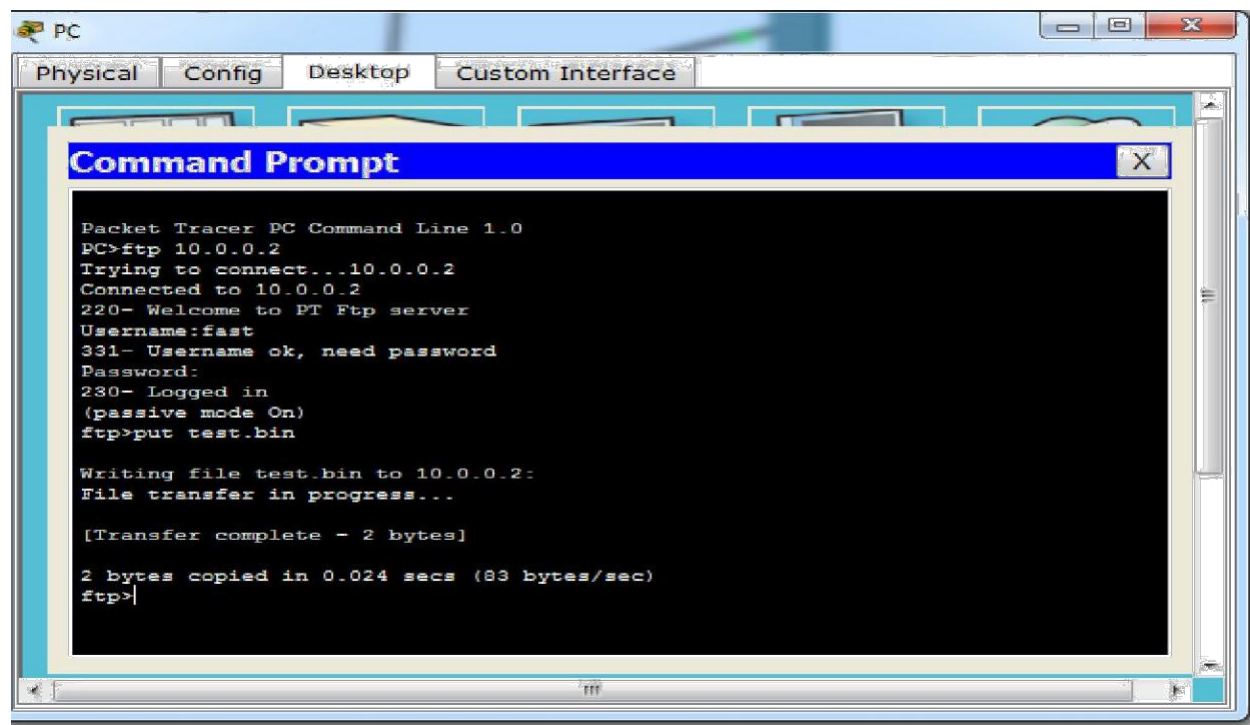 PC
Physical Config Desktop Custom Interface
Command Prompt
X
Packet Tracer PC Command Line 1.0
PC>ftp 10.0.0.2
Trying to connect...10.0.0.2
Connected to 10.0.0.2
220- Welcome to PT Ftp server
Username:fast
331- Username ok, need password
Password:
230- Logged in
(passive mode On)
ftp>put test.bin
Writing file test.bin to 10.0.0.2:
File transfer in progress...
[Transfer complete - 2 bytes]
2 bytes copied in 0.024 secs (83 bytes/sec)
ftp>